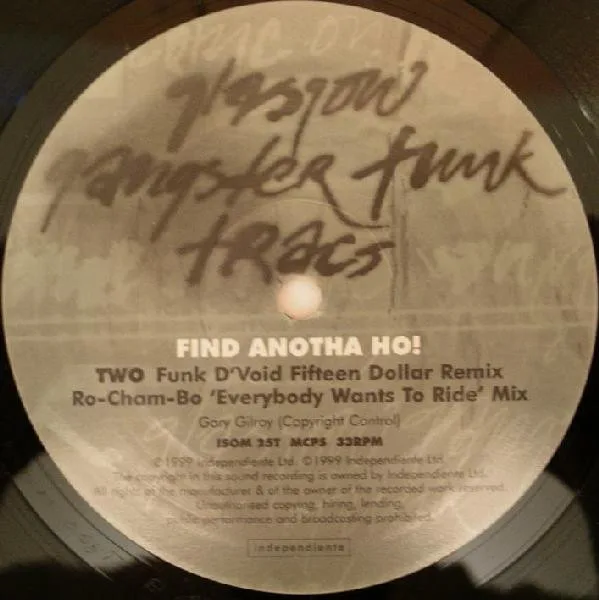 glasgow
gangster funk
tracs
FIND ANOTHA HO!
TWO Funk D'Void Fifteen Dollar Remix
Ro-Cham-Bo 'Everybody Wants To Ride' Mix
Gary Gilroy (Copyright Control)
ISOM 25T MCPS 33RPM
©1999 Independiente Ltd. ©1999 Independiente Ltd.
The copyright in this sound recording is owned by Independiente Ltd.
All rights of the manufacturer & of the owner of the recorded work reserved.
Unauthorised copying, hiring, lending,
public performance and broadcasting prohibited.
independiente